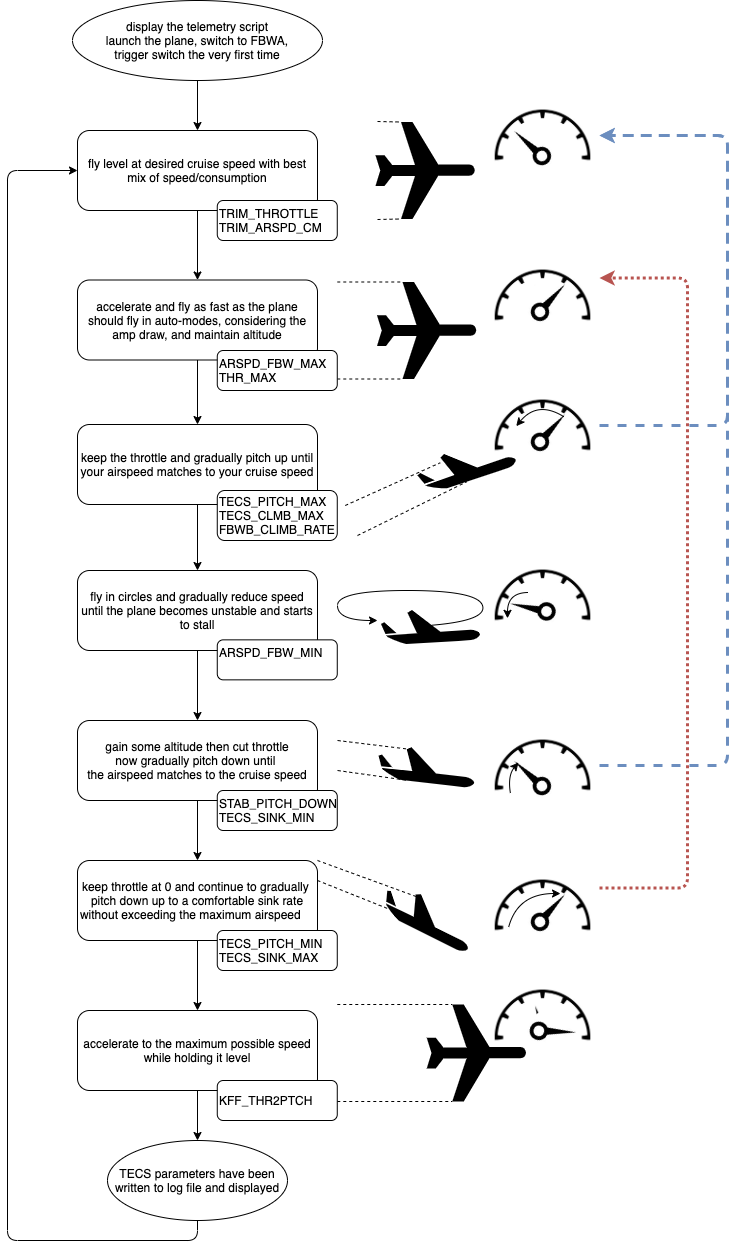 display the telemetry script
launch the plane, switch to FBWA,
trigger switch the very first time
fly level at desired cruise speed with best
mix of speed/consumption
TRIM_THROTTLE
TRIM_ARSPD_CM
accelerate and fly as fast as the plane
should fly in auto-modes, considering the
amp draw, and maintain altitude
ARSPD_FBW_MAX
THR_MAX
keep the throttle and gradually pitch up until
your airspeed matches to your cruise speed
TECS_PITCH_MAX
TECS_CLMB_MAX
FBWB_CLIMB_RATE
fly in circles and gradually reduce speed
until the plane becomes unstable and starts
to stall
ARSPD_FBW_MIN
gain some altitude then cut throttle
now gradually pitch down until
the airspeed matches to the cruise speed
STAB_PITCH_DOWN
TECS_SINK_MIN
keep throttle at 0 and continue to gradually
pitch down up to a comfortable sink rate
without exceeding the maximum airspeed
TECS_PITCH_MIN
TECS_SINK_MAX
accelerate to the maximum possible speed
while holding it level
KFF_THR2PTCH
TECS parameters have been
written to log file and displayed